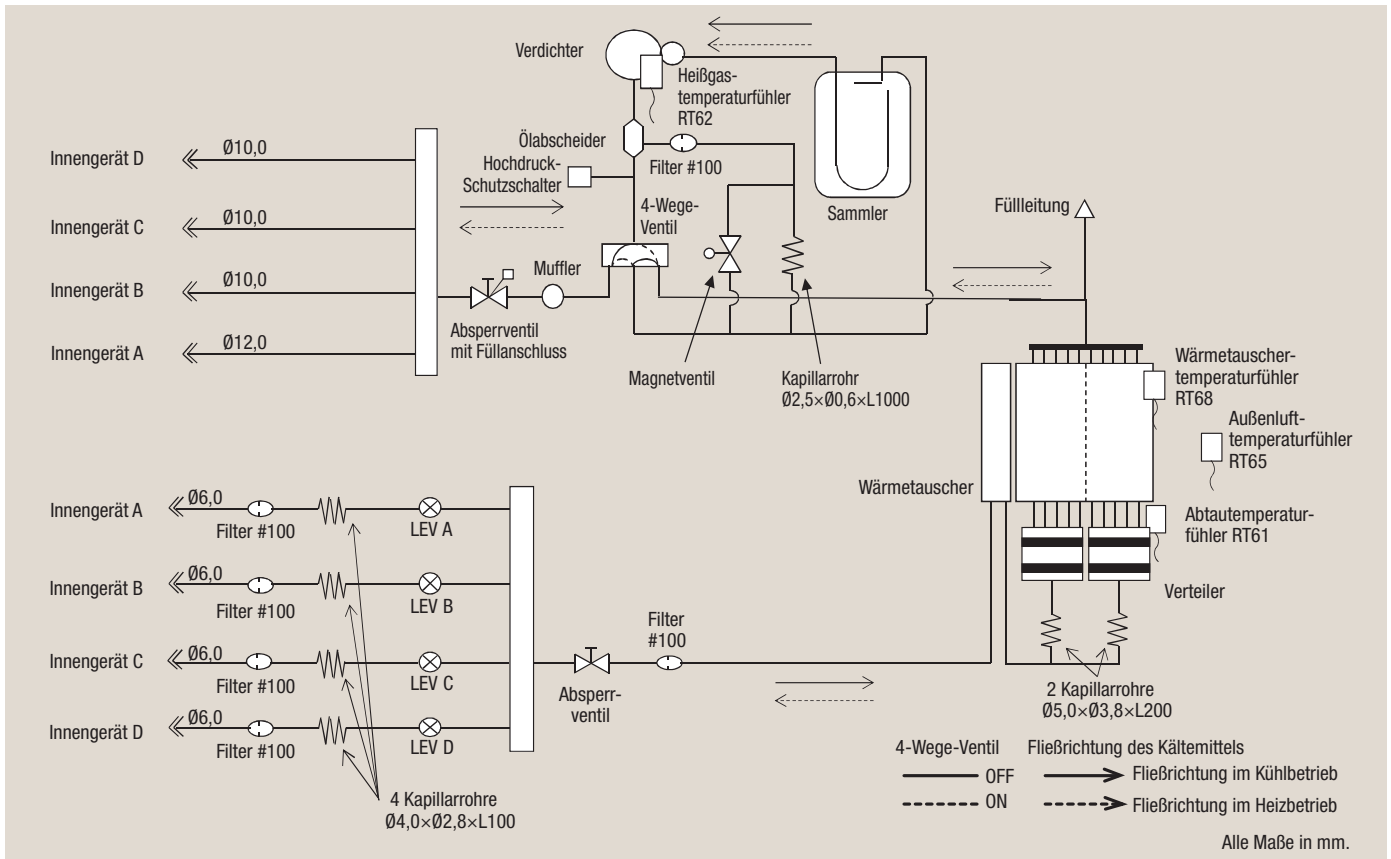 Verdichter
Heißgas-
temperaturfühler
RT62
Ölabscheider
Hochdruck-
Schutzschalter
Filter #100
4-Wege-
Ventil
Sammler
Füllleitung
Innengerät D
Ø10,0
Innengerät C
Ø10,0
Innengerät B
Ø10,0
Innengerät A
Ø12,0
Muffler
Absperrventil
mit Füllanschluss
Magnetventil
Kapillarrohr
Ø2,5×Ø0,6×L1000
Wärmetauscher-
temperaturfühler
RT68
Außenluft-
temperaturfühler
RT65
Wärmetauscher
Abtautemperatur-
fühler RT61
Verteiler
Innengerät A
Ø6,0
Filter #100
LEV A
Innengerät B
Ø6,0
Filter #100
LEV B
Innengerät C
Ø6,0
Filter #100
LEV C
Innengerät D
Ø6,0
Filter #100
LEV D
Absperr-
ventil
Filter
#100
2 Kapillarrohre
Ø5,0×Ø3,8×L200
4 Kapillarrohre
Ø4,0×Ø2,8×L100
4-Wege-Ventil
Fließrichtung des Kältemittels
OFF
Fließrichtung im Kühlbetrieb
ON
Fließrichtung im Heizbetrieb
Alle Maße in mm.